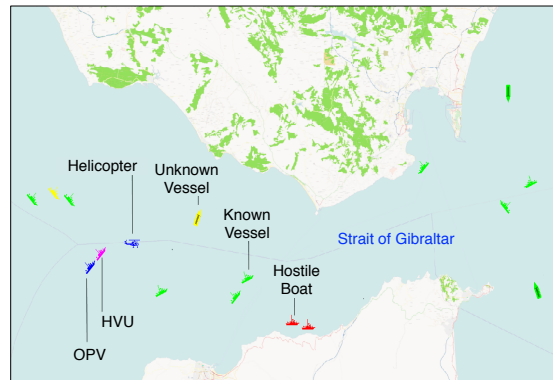 Helicopter
Unknown
Vessel
Known
Vessel
Strait of Gibraltar
Hostile
Boat
HVU
OPV